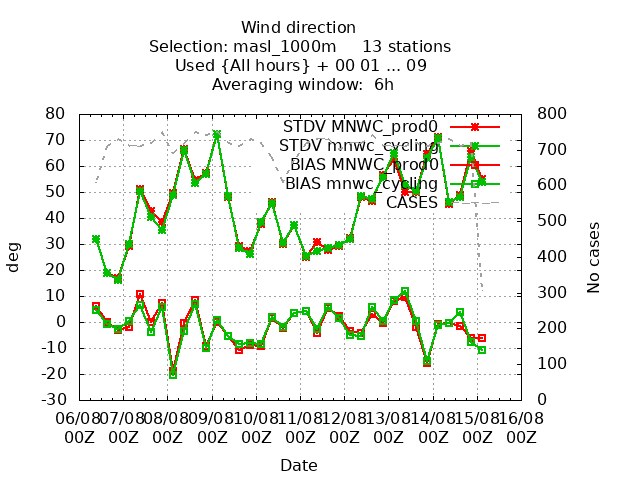 Wind direction
Selection: masl_1000m 13 stations
Used {All hours} + 00 01 ... 09
Averaging window: 6h
80 800
70 700
60 600
50 500
40 400
30 300
20 200
10 100
0 0
-10
-20
-30
deg
No cases
STDV MNWC_prod0
STDV mnwc_cycling
BIAS MNWC_prod0
BIAS mnwc_cycling
CASES
06/08 07/08 08/08 09/08 10/08 11/08 12/08 13/08 14/08 15/08 16/08
00Z 00Z 00Z 00Z 00Z 00Z 00Z 00Z 00Z 00Z 00Z
Date